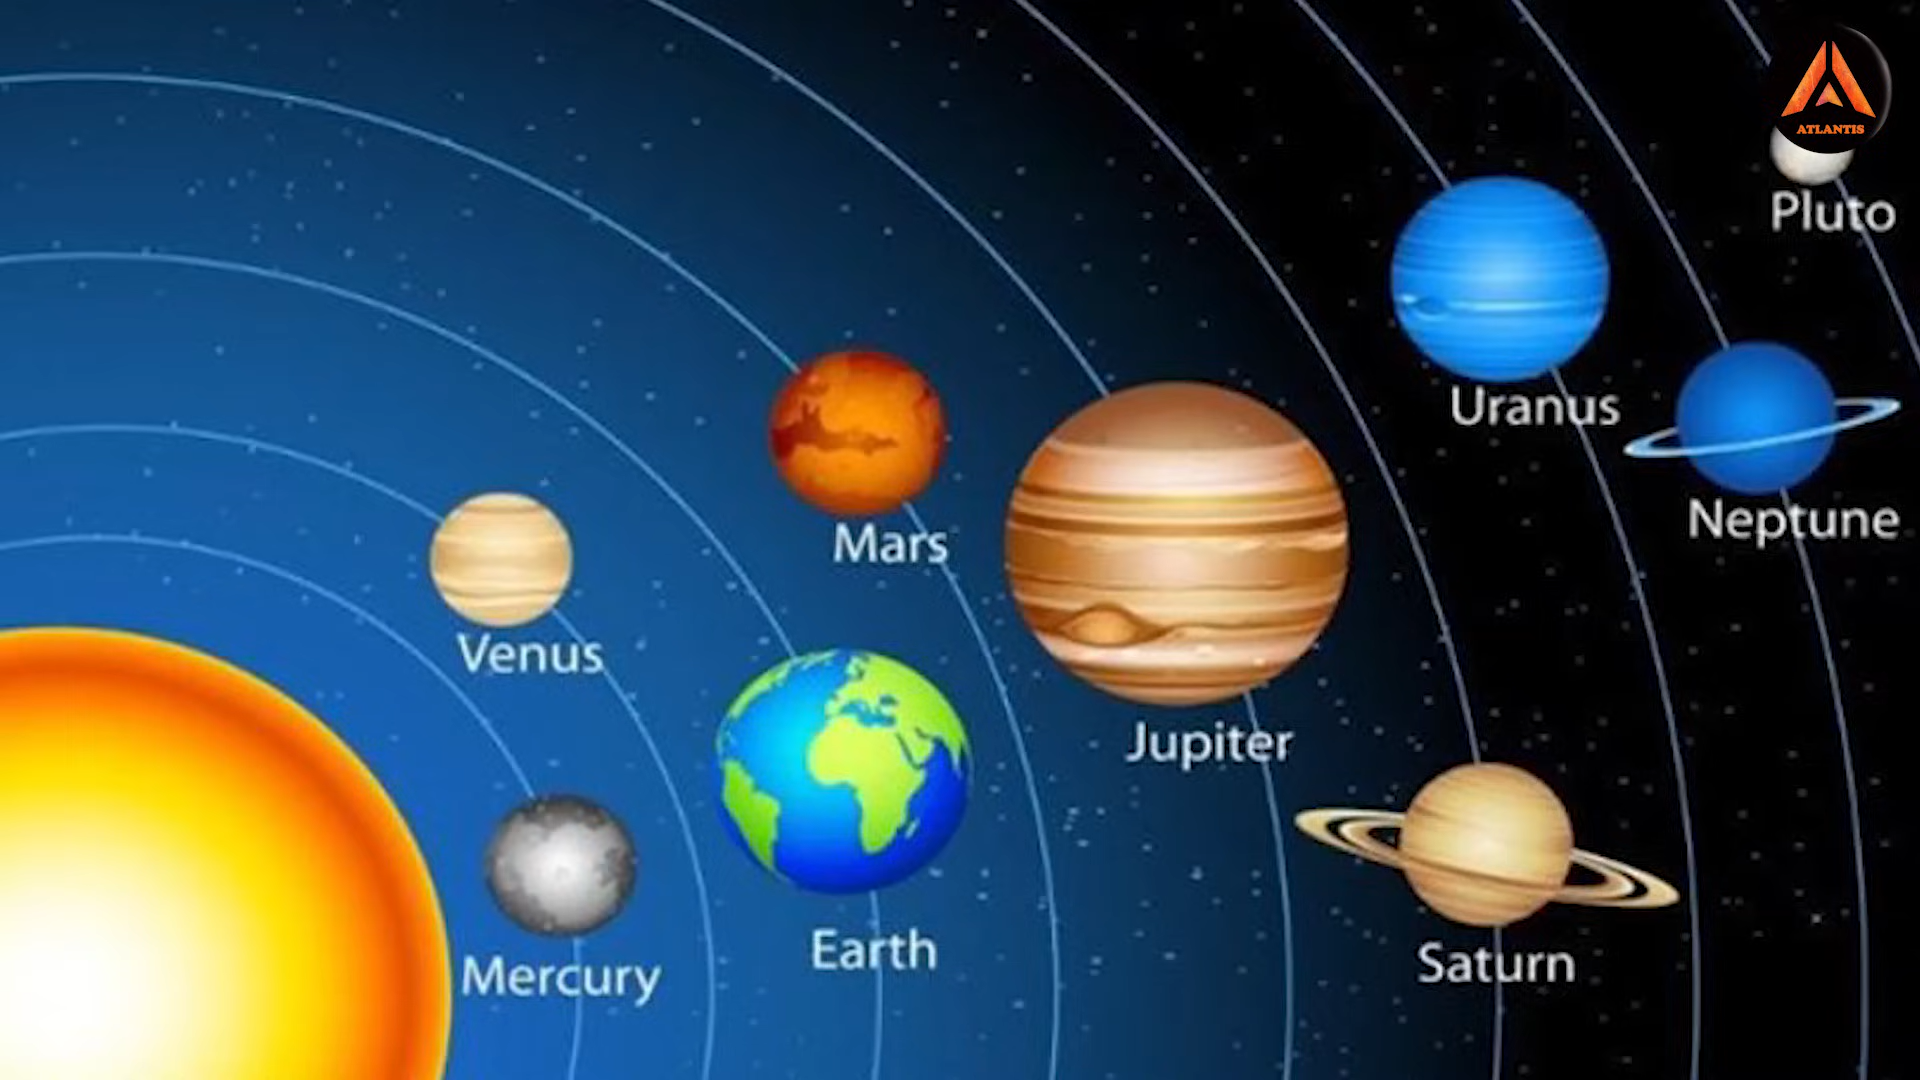 ATLANTIS
Pluto
Uranus
Neptune
Mars
Venus
Jupiter
Earth
Saturn
Mercury